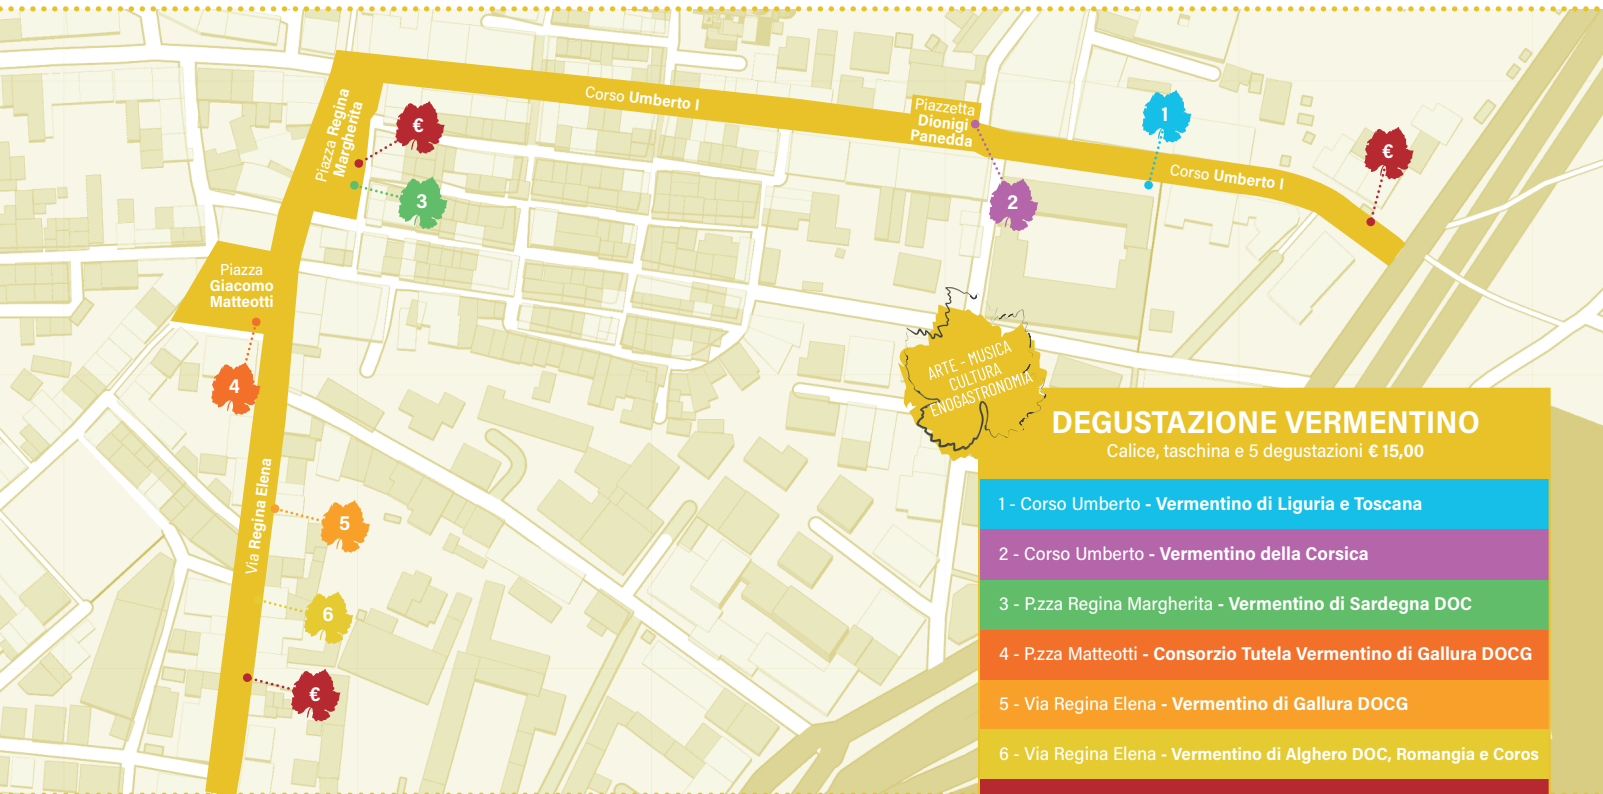 Corso Umberto I
Piazza Regina
Margherita
€
3
Piazzetta
Dionigi
Panedda
1
2
Corso Umberto I
€
Piazza
Giacomo
Matteotti
4
Via Regina Elena
5
6
€
ARTE - MUSICA
CULTURA
ENOGASTRONOMIA
DEGUSTAZIONE VERMENTINO
Calice, taschina e 5 degustazioni € 15,00
1 - Corso Umberto - Vermentino di Liguria e Toscana
2 - Corso Umberto - Vermentino della Corsica
3 - P.zza Regina Margherita - Vermentino di Sardegna DOC
4 - P.zza Matteotti - Consorzio Tutela Vermentino di Gallura DOCG
5 - Via Regina Elena - Vermentino di Gallura DOCG
6 - Via Regina Elena - Vermentino di Alghero DOC, Romangia e Coros